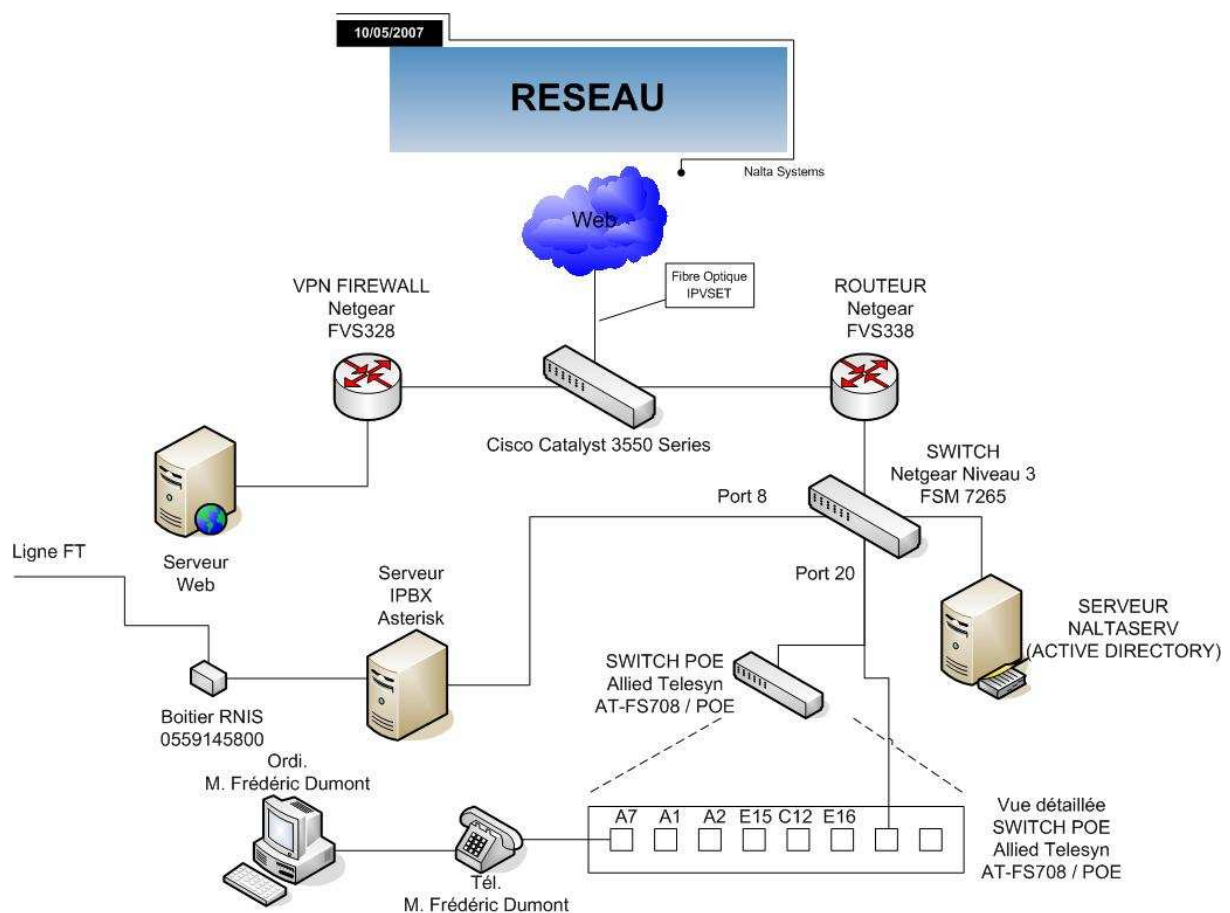 10/05/2007
RESEAU
Nalta Systems
Web
Fibre Optique
IPVSET
VPN FIREWALL
Netgear
FVS328
ROUTEUR
Netgear
FVS338
Cisco Catalyst 3550 Series
SWITCH
Netgear Niveau 3
FSM 7265
Port 8
Serveur
Web
Ligne FT
Serveur
IPBX
Asterisk
Port 20
SERVEUR
NALTASERV
(ACTIVE DIRECTORY)
SWITCH POE
Allied Telesyn
AT-FS708 / POE
Boitier RNIS
0559145800
Ordi.
M. Frédéric Dumont
A7 A1 A2 E15 C12 E16
Vue détaillée
SWITCH POE
Allied Telesyn
AT-FS708 / POE
Tél.
M. Frédéric Dumont